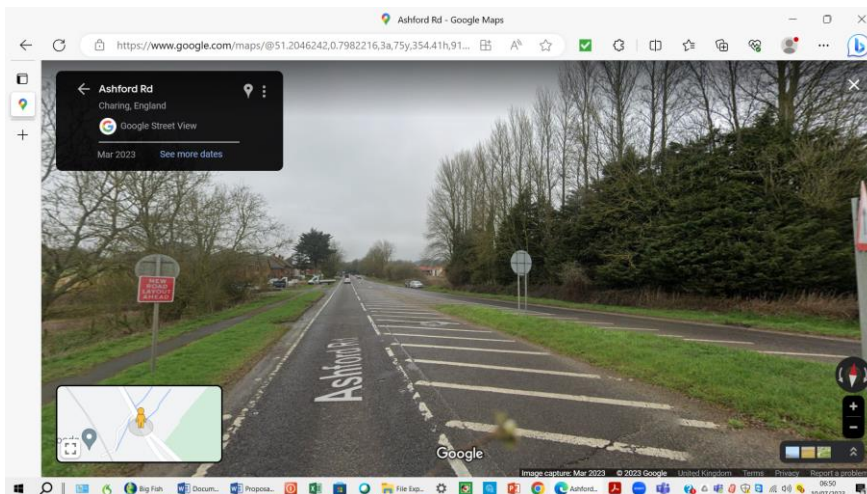 Ashford Rd - Google Maps
https://www.google.com/maps/@51.2046242,0.7982216,3a,75y,354.41h,91...
Ashford Rd
Charing, England
Google Street View
Mar 2023 See more dates
NEW
ROAD
LAYOUT
AHEAD
Ashford Rd
Google
Image capture: Mar 2023 © 2023 Google United Kingdom Terms Privacy Report a problem
Big Fish
Docum...
Proposa...
File Exp...
Ashford...
06:50